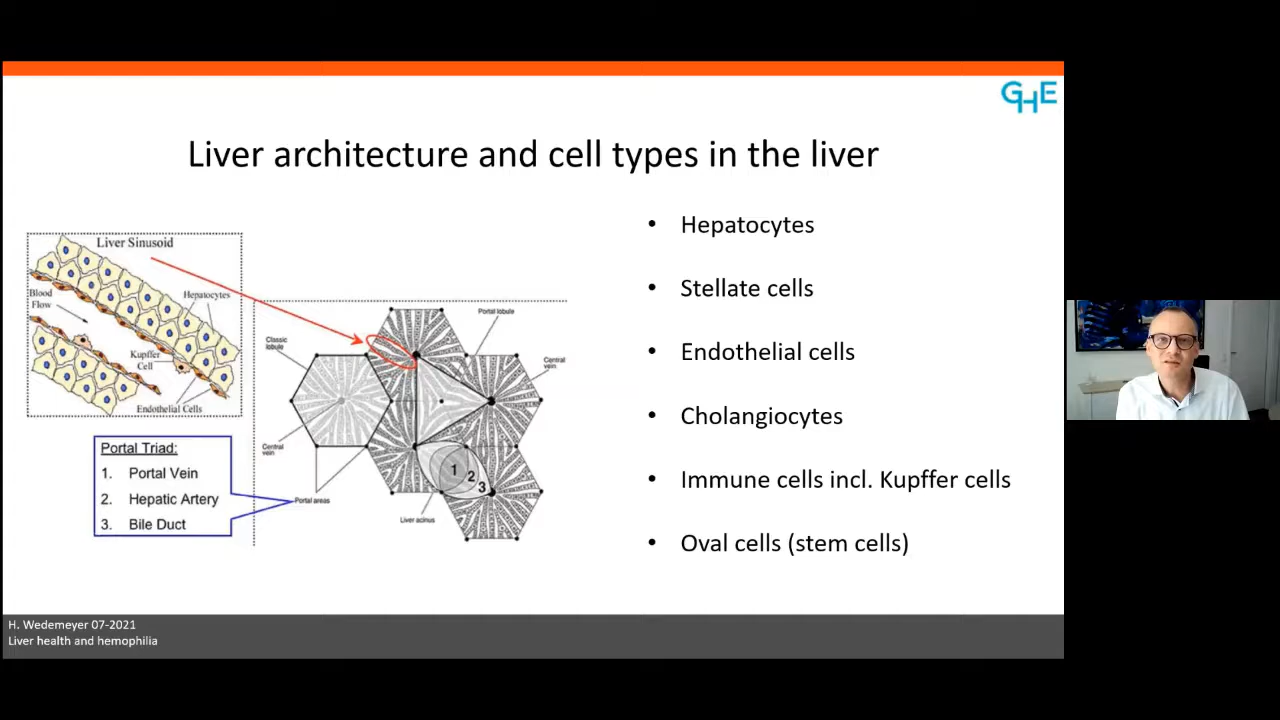 GHE
Liver architecture and cell types in the liver
Liver Sinusoid
Blood
Flow
Hepatocytes
Kupffer
Cell
Endothelial Cells
Portal Triad:
1. Portal Vein
2. Hepatic Artery
3. Bile Duct
Classic
lobule
Portal lobule
Central
vein
Central
vein
Portal areas
Liver acinus
1
2
3
• Hepatocytes
• Stellate cells
• Endothelial cells
• Cholangiocytes
• Immune cells incl. Kupffer cells
• Oval cells (stem cells)
H. Wedemeyer 07-2021
Liver health and hemophilia